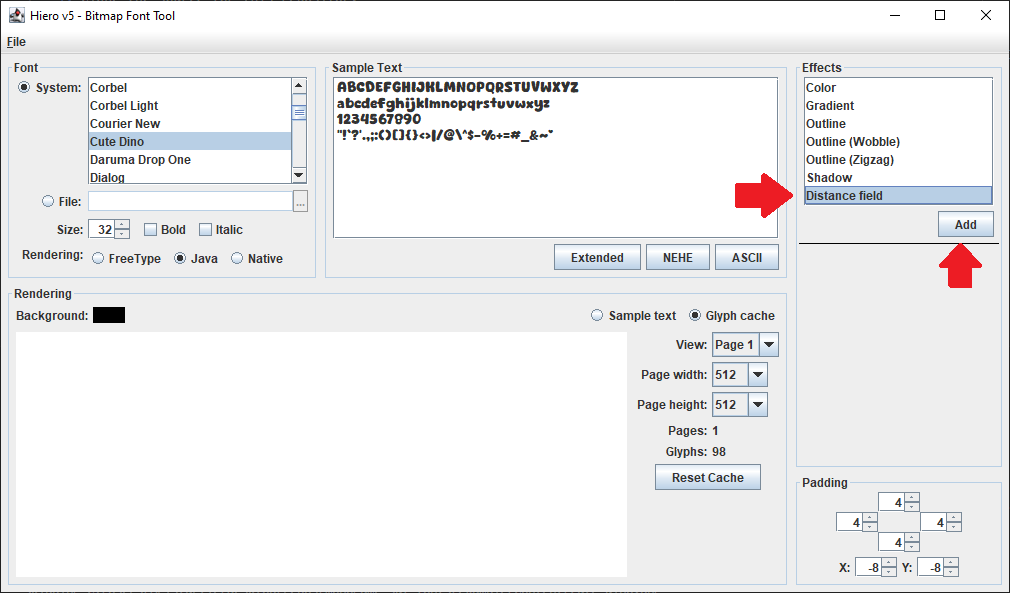 Hiero v5 - Bitmap Font Tool
File
Font
System:
Corbel
Corbel Light
Courier New
Cute Dino
Daruma Drop One
Dialog
File:
...
Size: 32 Bold Italic
Rendering: FreeType Java Native
Sample Text
ABCDEFGHIJKLMNOPQRSTUVWXYZ
abcdefghijklmnopqrstuvwxyz
1234567890
"!`?'.,;:()[]{}<>|/@\^$-%+=#_&~*
Extended NEHE ASCII
Effects
Color
Gradient
Outline
Outline (Wobble)
Outline (Zigzag)
Shadow
Distance field
Add
Rendering
Background:
Sample text Glyph cache
View: Page 1
Page width: 512
Page height: 512
Pages: 1
Glyphs: 98
Reset Cache
Padding
4
4 4
4
X: -8 Y: -8